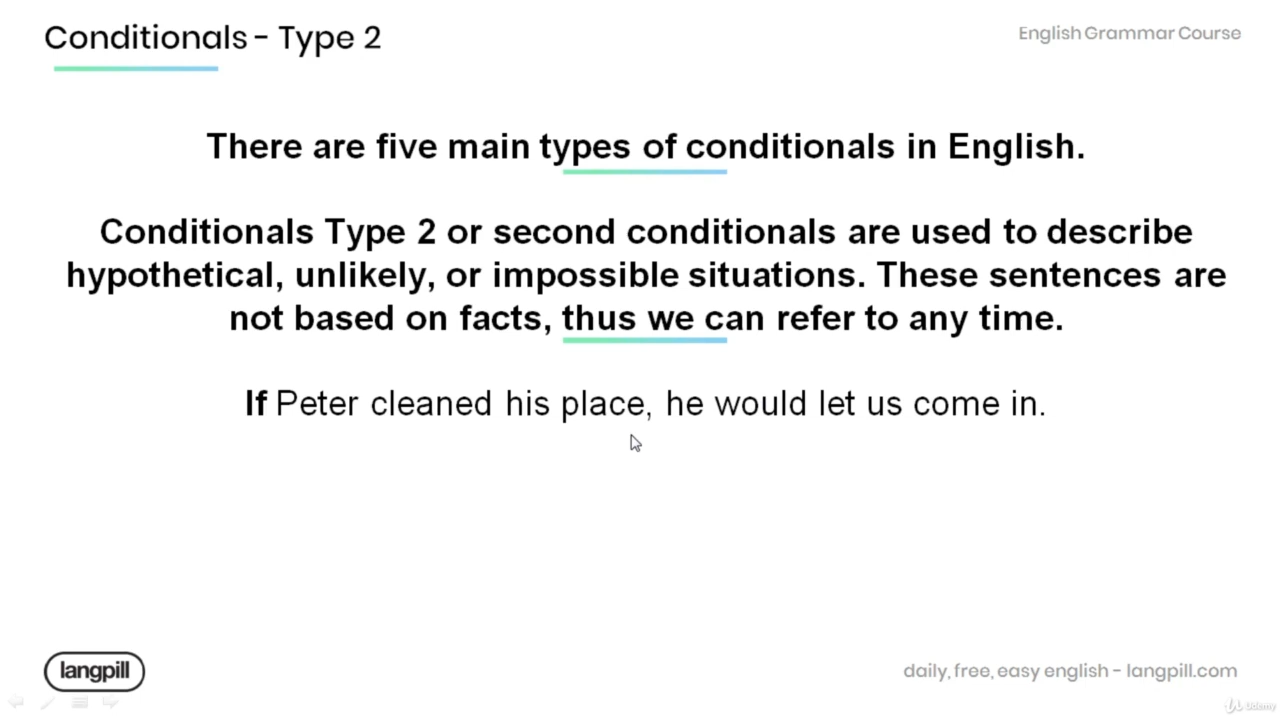 Conditionals - Type 2
English Grammar Course
There are five main types of conditionals in English.
Conditionals Type 2 or second conditionals are used to describe
hypothetical, unlikely, or impossible situations. These sentences are
not based on facts, thus we can refer to any time.
If Peter cleaned his place, he would let us come in.
langpill
daily, free, easy english - langpill.com
Udemy